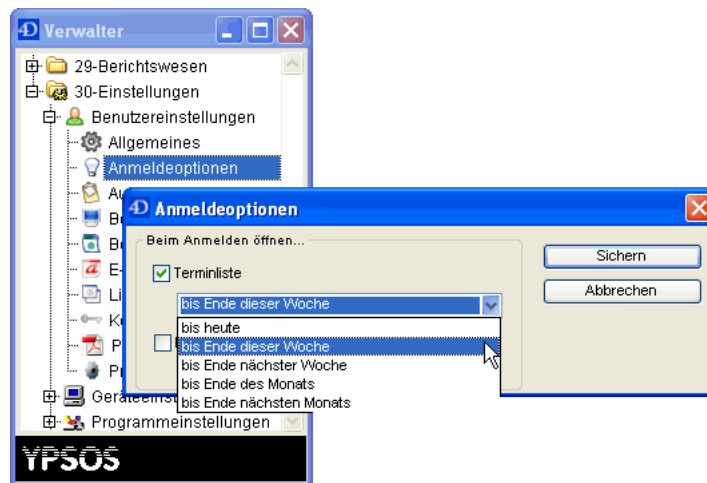 Verwalter
29-Berichtswesen
30-Einstellungen
Benutzereinstellungen
Allgemeines
Anmeldeoptionen
Anmeldeoptionen
Beim Anmelden öffnen...
Terminliste
bis Ende dieser Woche
bis heute
bis Ende dieser Woche
bis Ende nächster Woche
bis Ende des Monats
bis Ende nächsten Monats
Sichern
Abbrechen
Programmeinstellungen
YPSOS